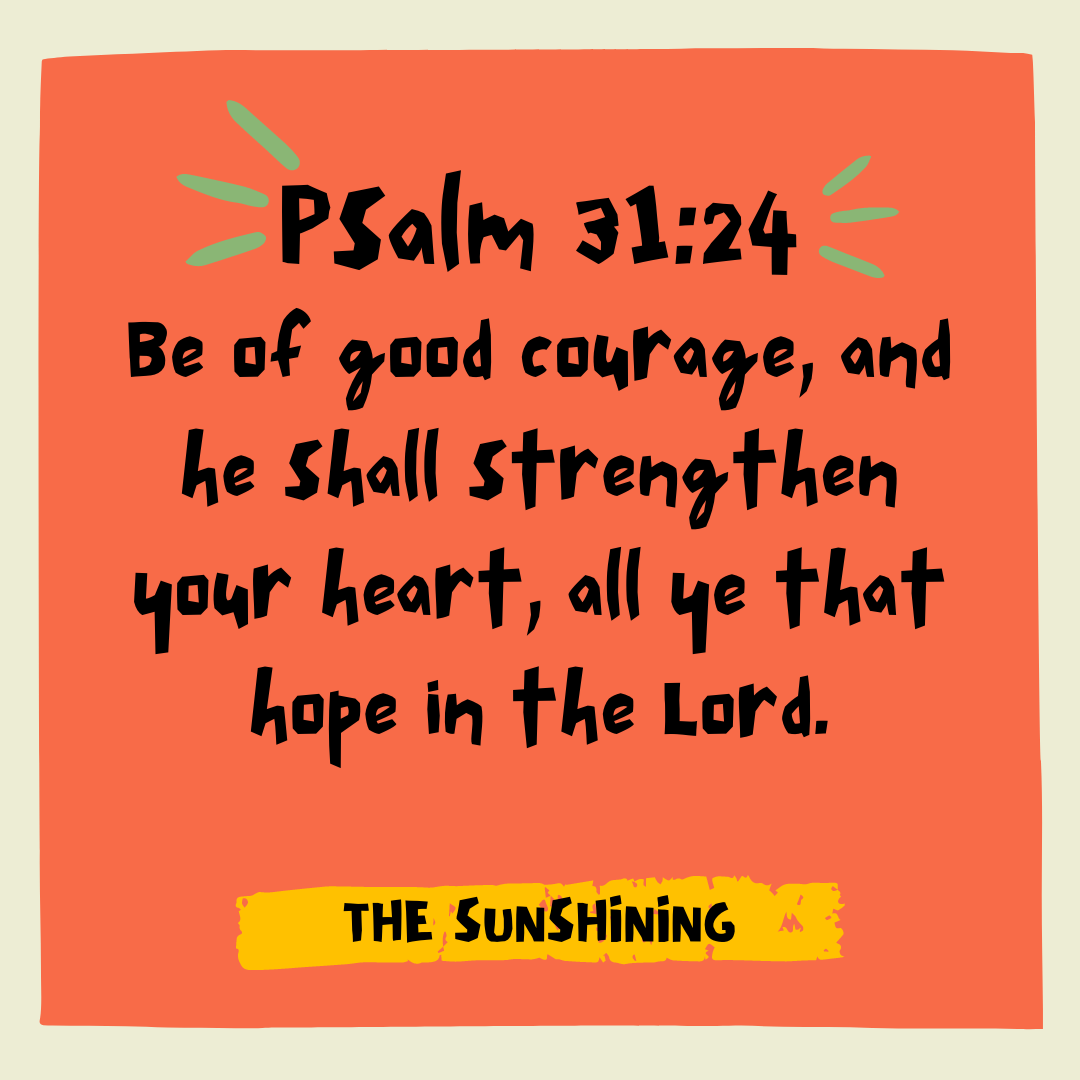 Psalm 31:24
Be of good courage, and
he shall strengthen
your heart, all ye that
hope in the Lord.
THE SUNSHINING